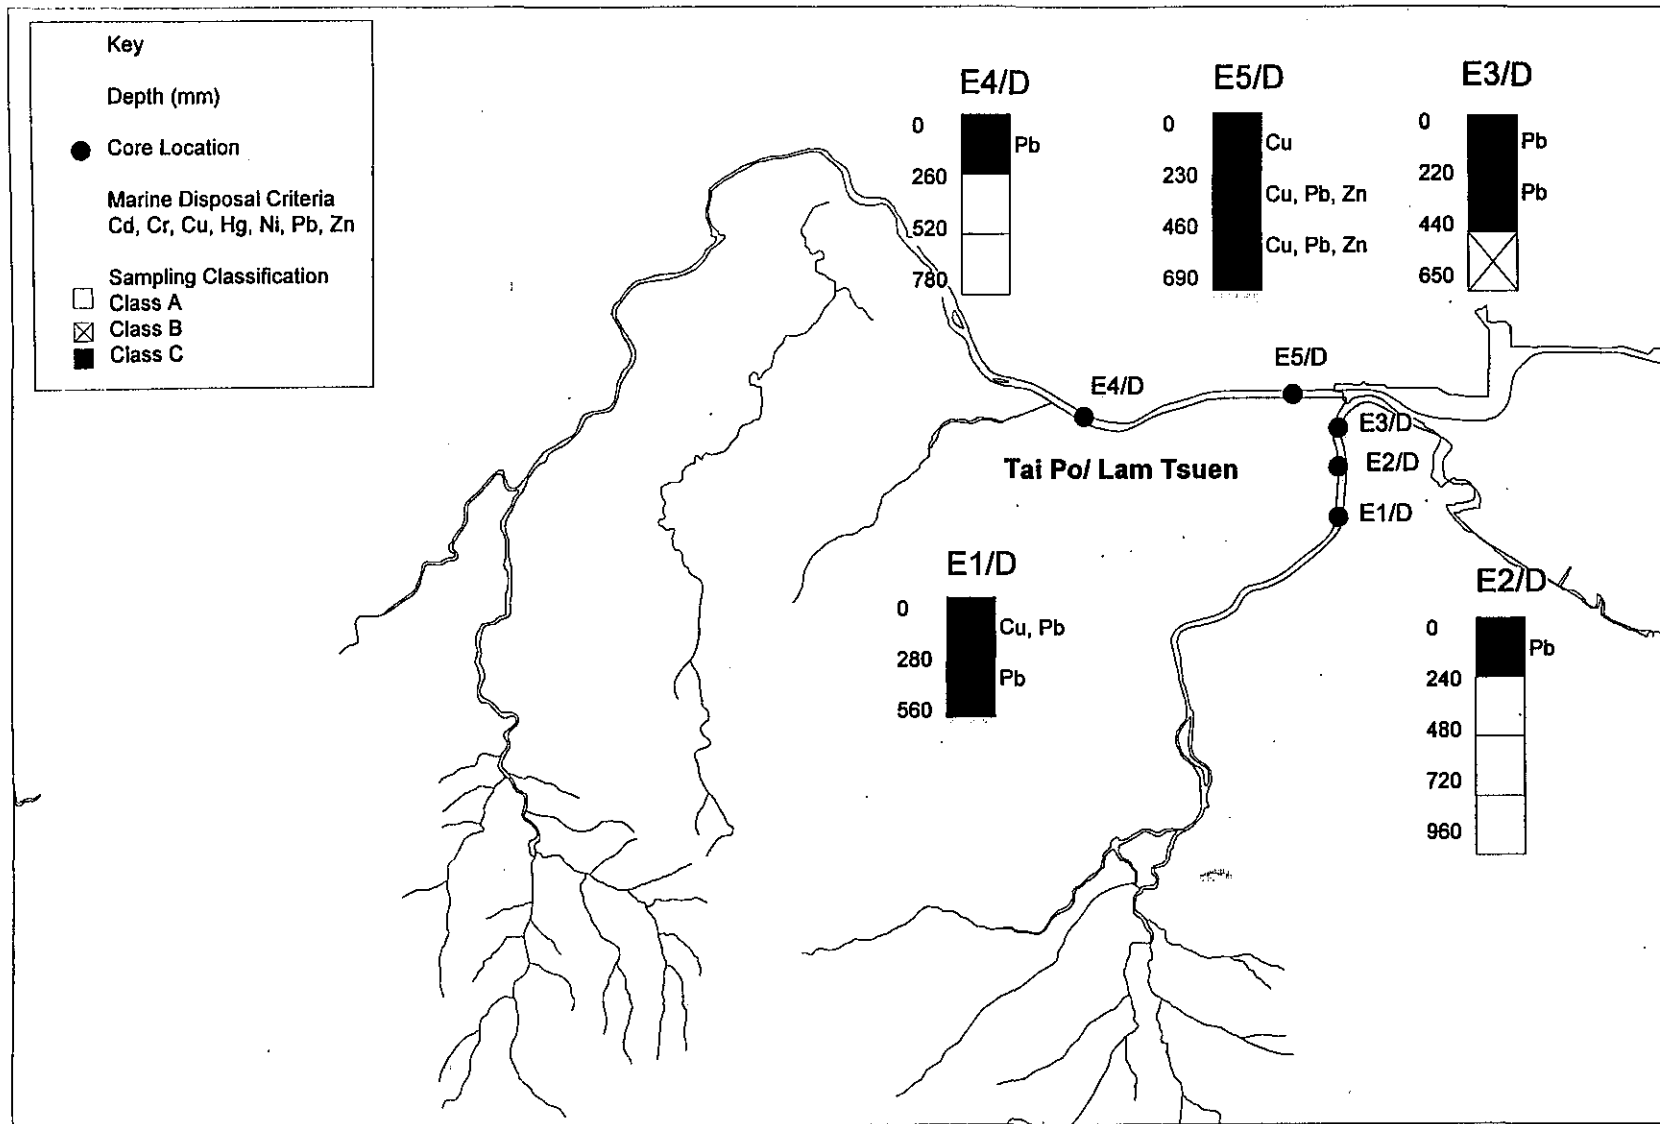 Key
Depth (mm)
Core Location
Marine Disposal Criteria
Cd, Cr, Cu, Hg, Ni, Pb, Zn
Sampling Classification
Class A
Class B
Class C
E4/D
0
Pb
260
520
780
E5/D
0
Cu
230
Cu, Pb, Zn
460
Cu, Pb, Zn
690
E3/D
0
Pb
220
Pb
440
650
E5/D
E4/D
E3/D
E2/D
E1/D
Tai Po/ Lam Tsuen
E1/D
0
Cu, Pb
280
Pb
560
E2/D
0
Pb
240
480
720
960